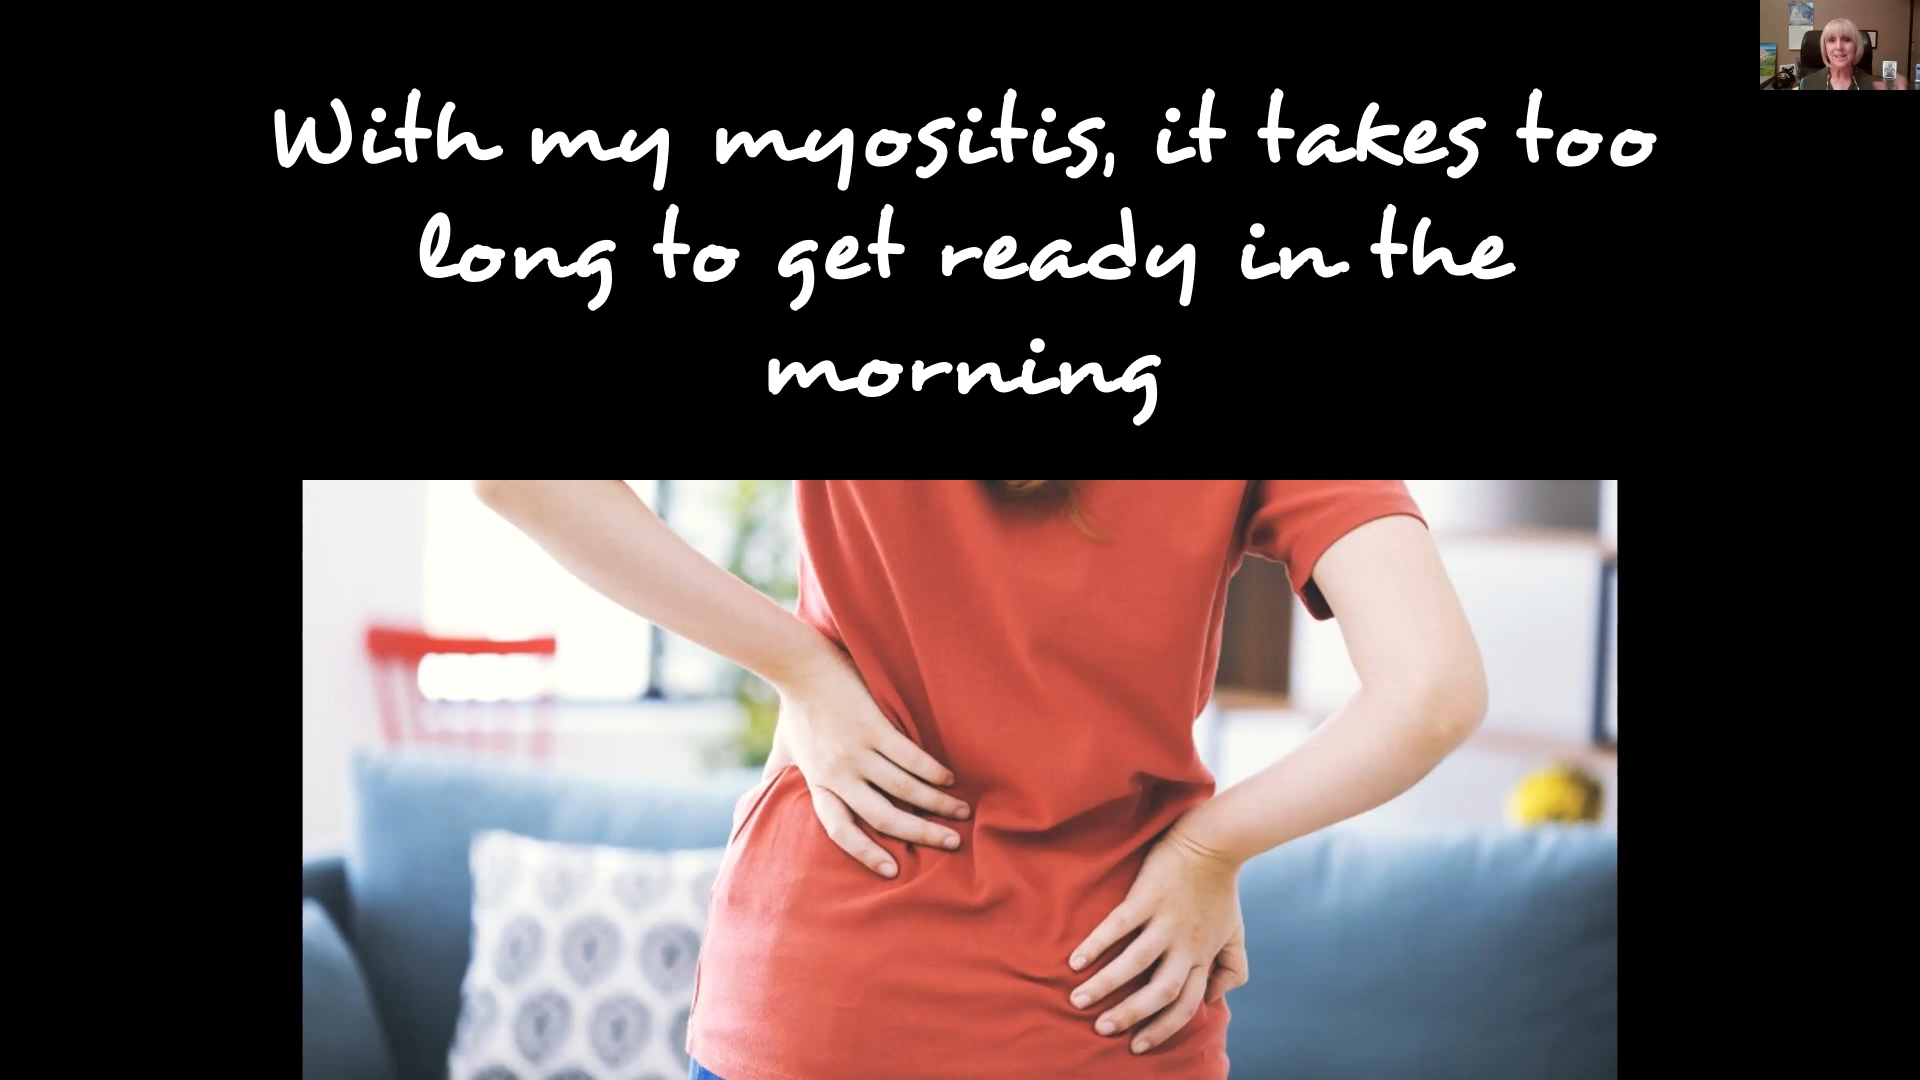 With my myositis, it takes too
long to get ready in the
morning